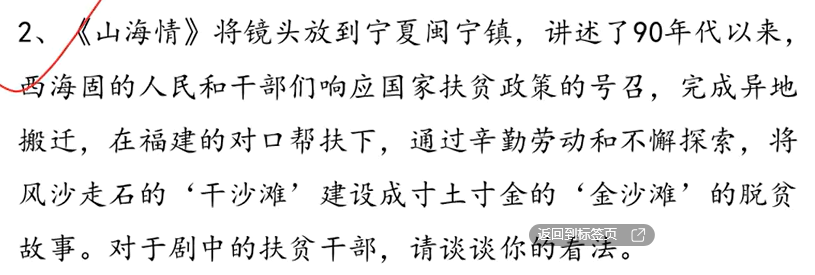 2、《山海情》将镜头放到宁夏闽宁镇，讲述了90年代以来，
西海固的人民和干部们响应国家扶贫政策的号召，完成异地
搬迁，在福建的对口帮扶下，通过辛勤劳动和不懈探索，将
风沙走石的‘干沙滩’建设成寸土寸金的‘金沙滩’的脱贫
故事。对于剧中的扶贫干部，请谈谈你的看法。
返回到标签页